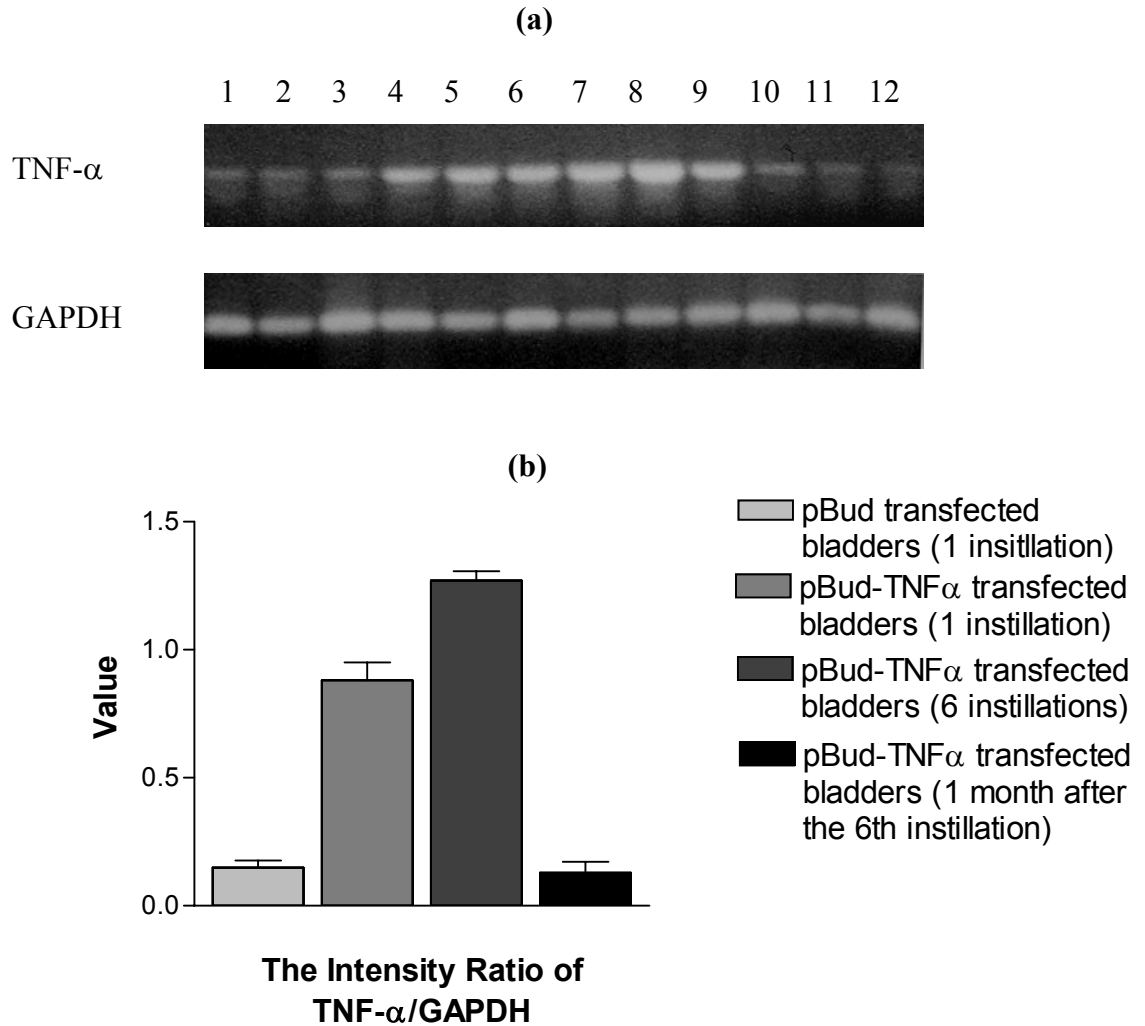 (a)
1 2 3 4 5 6 7 8 9 10 11 12
TNF-α
GAPDH
(b)
1.5
1.0
0.5
0.0
Value
The Intensity Ratio of
TNF-α/GAPDH
pBud transfected
bladders (1 insitllation)
pBud-TNFα transfected
bladders (1 instillation)
pBud-TNFα transfected
bladders (6 instillations)
pBud-TNFα transfected
bladders (1 month after
the 6th instillation)